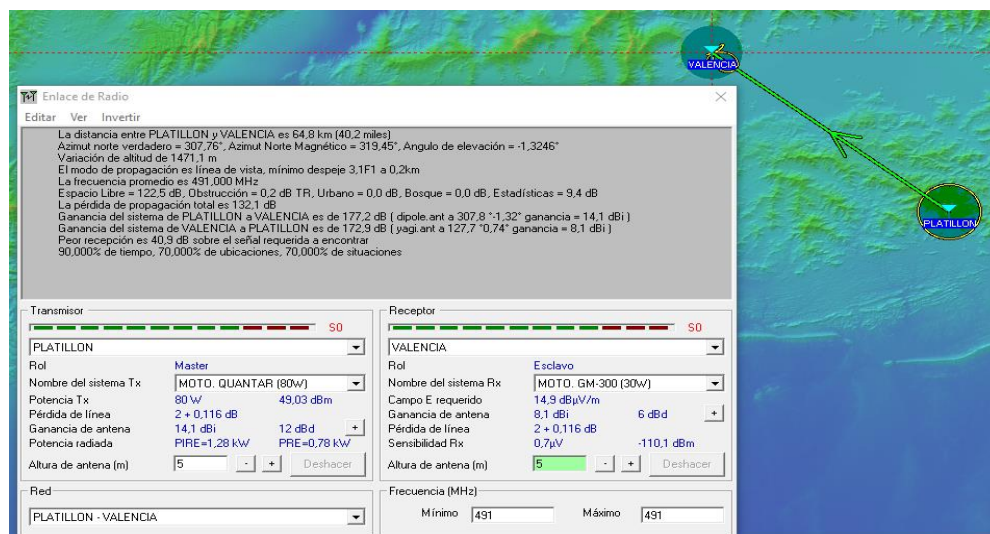 VALENCIA
PLATILLON
Enlace de Radio
Editar Ver Invertir
La distancia entre PLATILLON y VALENCIA es 64,8 km (40,2 miles)
Azimut norte verdadero = 307,76°, Azimut Norte Magnético = 319,45°, Angulo de elevación = -1,3246°
Variación de altitud de 1471,1 m
El modo de propagación es línea de vista, mínimo despeje 3,1F1 a 0,2km
La frecuencia promedio es 491,000 MHz
Espacio Libre = 122,5 dB, Obstrucción = 0,2 dB TR, Urbano = 0,0 dB, Bosque = 0,0 dB, Estadísticas = 9,4 dB
La pérdida de propagación total es 132,1 dB
Ganancia del sistema de PLATILLON a VALENCIA es de 177,2 dB ( dipole.ant a 307,8 °-1,32° ganancia = 14,1 dBi )
Ganancia del sistema de VALENCIA a PLATILLON es de 172,9 dB ( yagi.ant a 127,7 °0,74° ganancia = 8,1 dBi )
Peor recepción es 40,9 dB sobre el señal requerida a encontrar
90,000% de tiempo, 70,000% de ubicaciones, 70,000% de situaciones
Transmisor
S0
PLATILLON
Rol Master
Nombre del sistema Tx MOTO. QUANTAR (80W)
Potencia Tx 80 W 49,03 dBm
Pérdida de línea 2 + 0,116 dB
Ganancia de antena 14,1 dBi 12 dBd +
Potencia radiada PIRE=1,28 kW PRE=0,78 kW
Altura de antena (m) 5 - + Deshacer
Receptor
S0
VALENCIA
Rol Esclavo
Nombre del sistema Rx MOTO. GM-300 (30W)
Campo E requerido 14,9 dBµV/m
Ganancia de antena 8,1 dBi 6 dBd +
Pérdida de línea 2 + 0,116 dB
Sensibilidad Rx 0,7µV -110,1 dBm
Altura de antena (m) 5 - + Deshacer
Red
PLATILLON - VALENCIA
Frecuencia (MHz)
Mínimo 491 Máximo 491